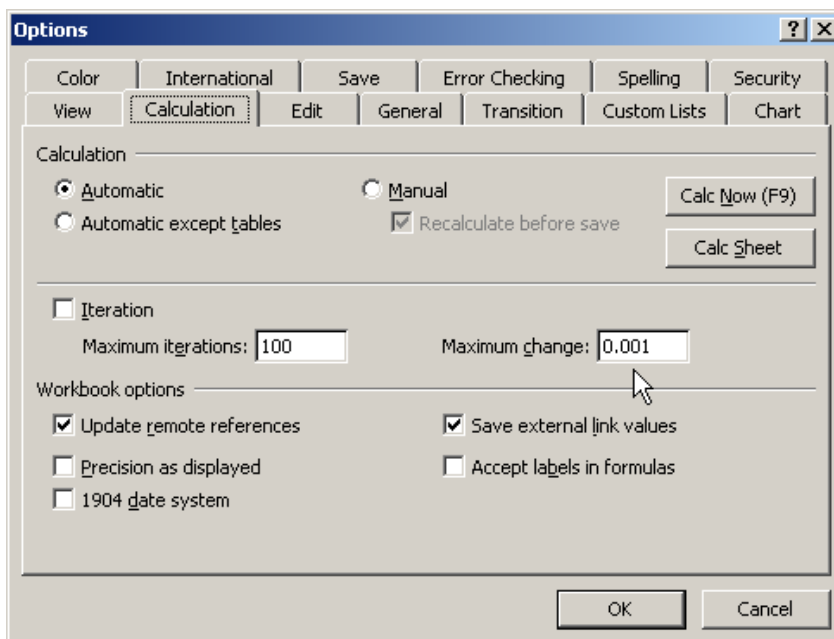 Options
Color International Save Error Checking Spelling Security
View Calculation Edit General Transition Custom Lists Chart
Calculation
Automatic Manual Calc Now (F9)
Automatic except tables Recalculate before save
Calc Sheet
Iteration
Maximum iterations: 100 Maximum change: 0.001
Workbook options
Update remote references Save external link values
Precision as displayed Accept labels in formulas
1904 date system
OK Cancel